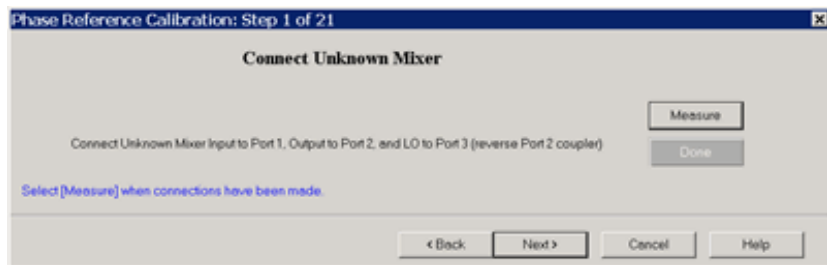 Phase Reference Calibration: Step 1 of 21
Connect Unknown Mixer
Measure
Connect Unknown Mixer Input to Port 1, Output to Port 2, and LO to Port 3 (reverse Port 2 coupler)
Done
Select [Measure] when connections have been made.
< Back Next > Cancel Help